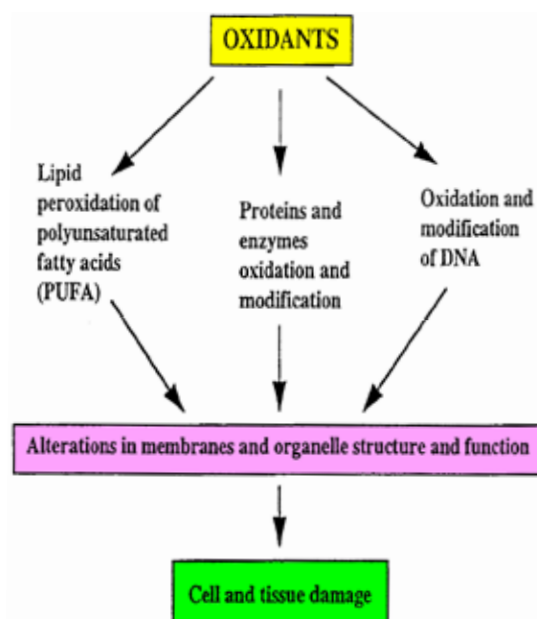 OXIDANTS
Lipid
peroxidation of
polyunsaturated
fatty acids
(PUFA)
Proteins and
enzymes
oxidation and
modification
Oxidation and
modification
of DNA
Alterations in membranes and organelle structure and function
Cell and tissue damage